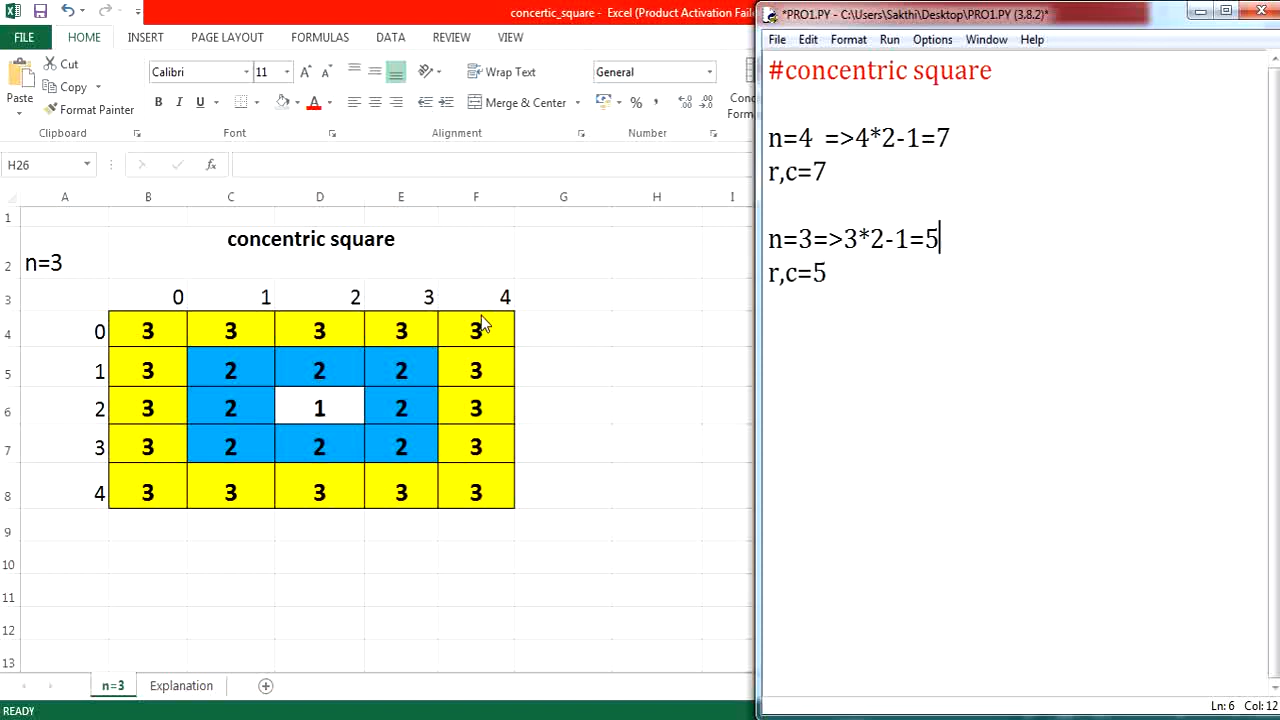 concertic_square - Excel (Product Activation Faile
FILE HOME INSERT PAGE LAYOUT FORMULAS DATA REVIEW VIEW
Paste
Cut
Copy
Format Painter
Clipboard
Calibri 11
B I U
Font
Wrap Text
Merge & Center
Alignment
General
Number
Conc
Form
H26
A B C D E F G H I
1 concentric square
2 n=3
3 0 1 2 3 4
4 0 3 3 3 3 3
5 1 3 2 2 2 3
6 2 3 2 1 2 3
7 3 3 2 2 2 3
8 4 3 3 3 3 3
9
10
11
12
13
n=3 Explanation
READY
*PRO1.PY - C:\Users\Sakthi\Desktop\PRO1.PY (3.8.2)*
File Edit Format Run Options Window Help
#concentric square
n=4 =>4*2-1=7
r,c=7
n=3=>3*2-1=5
r,c=5
Ln: 6 Col: 12